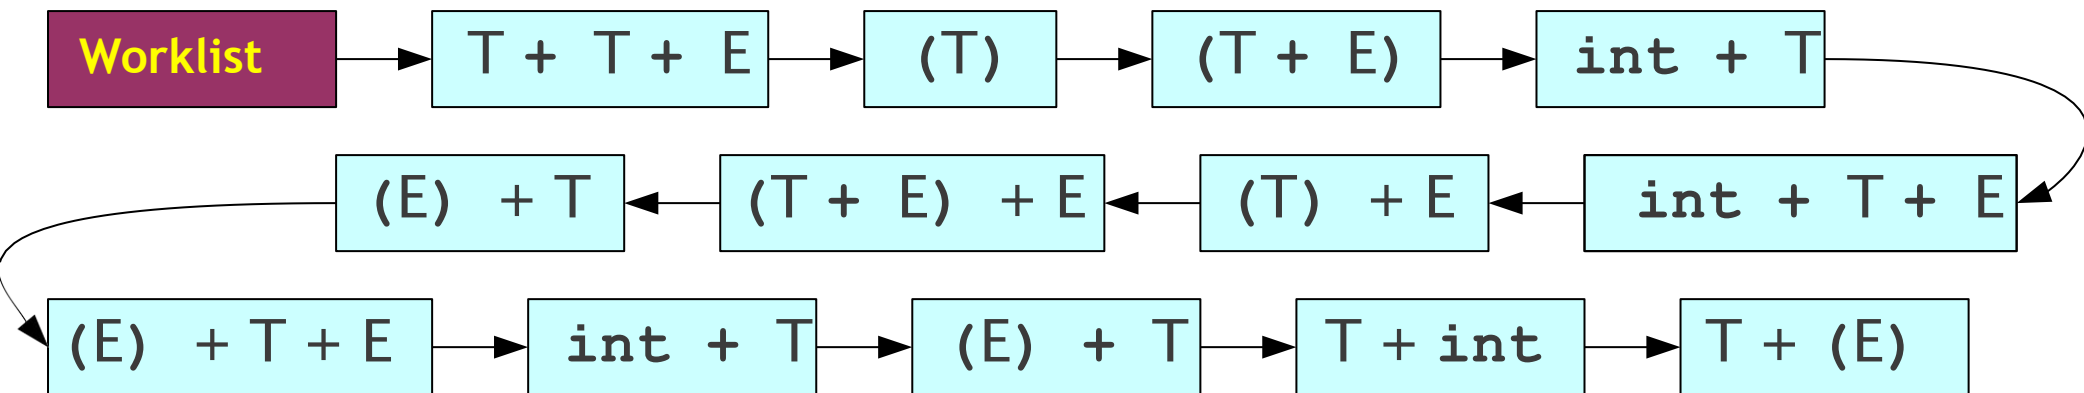 Worklist T + T + E (T) (T + E) int + T
(E) + T (T + E) + E (T) + E int + T + E
(E) + T + E int + T (E) + T T + int T + (E)